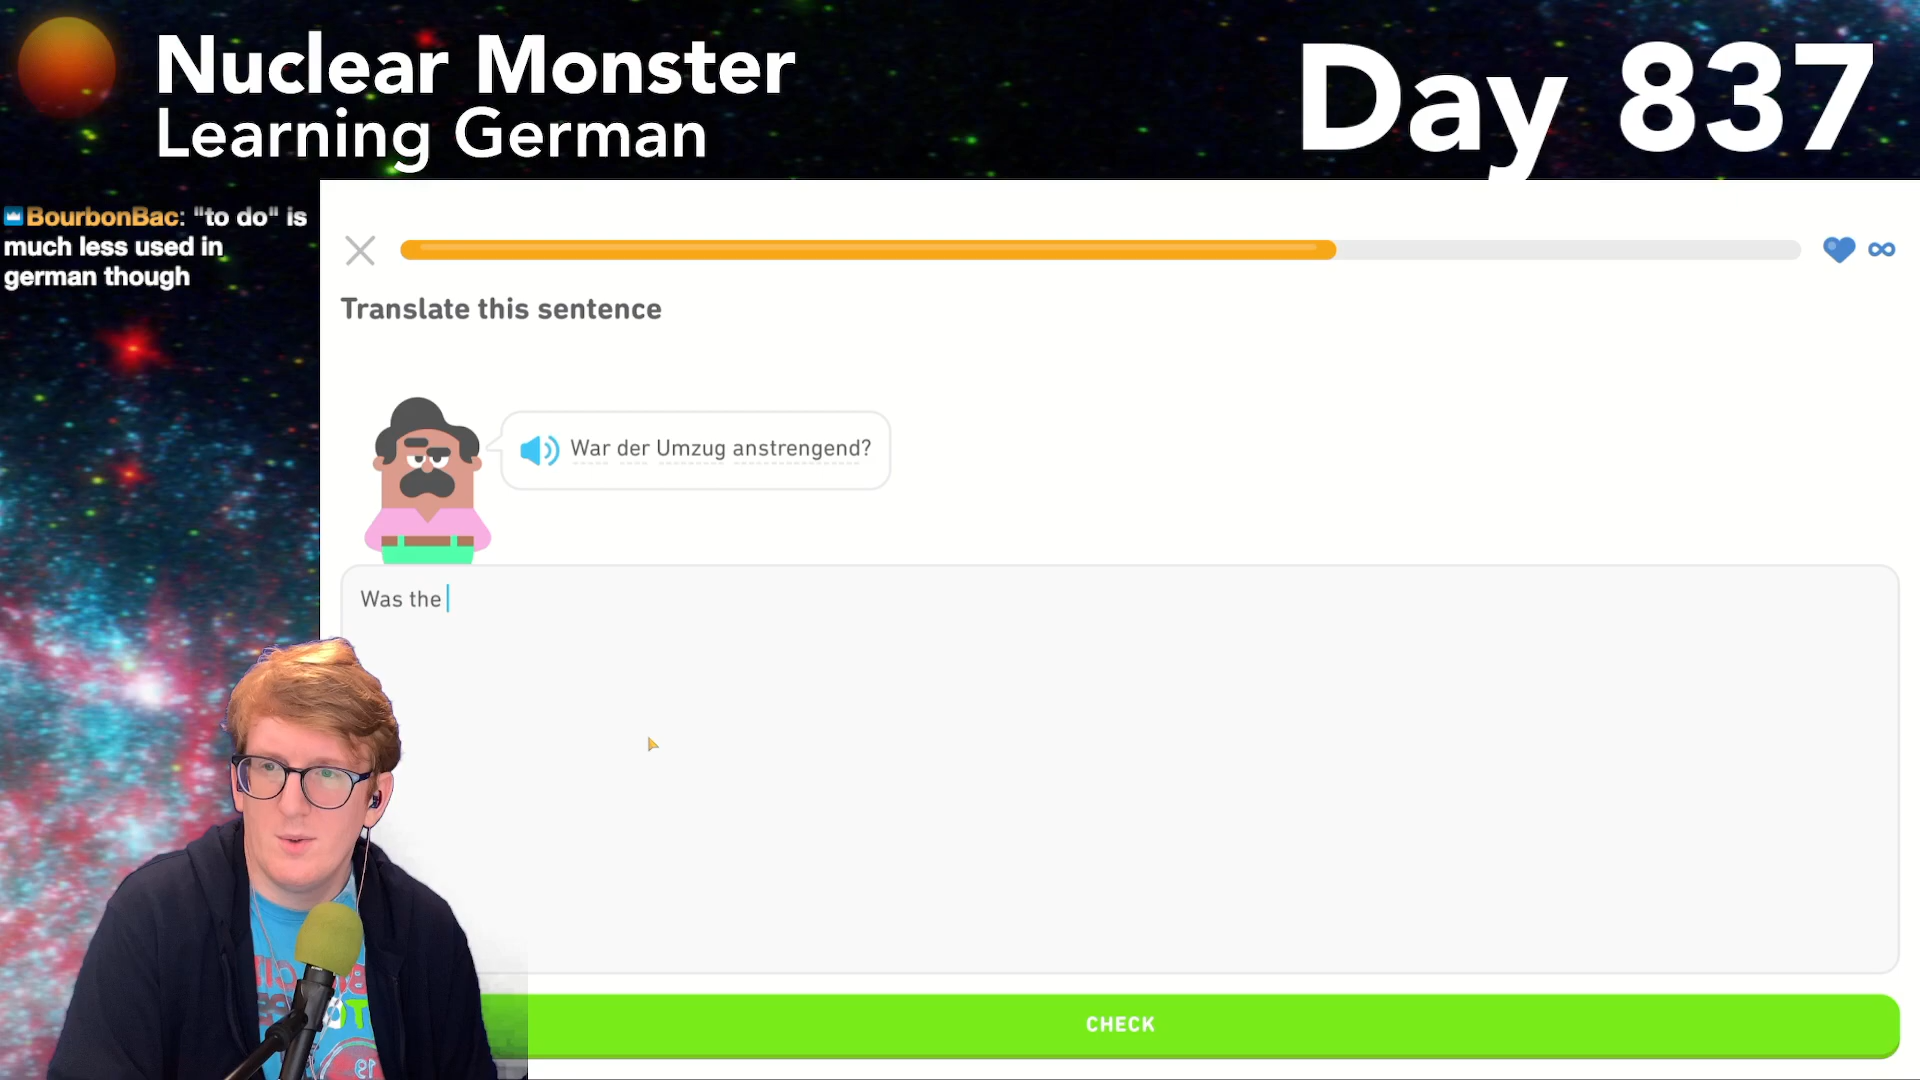 Nuclear Monster
Learning German
Day 837
BourbonBac: "to do" is
much less used in
german though
Translate this sentence
War der Umzug anstrengend?
Was the
CHECK